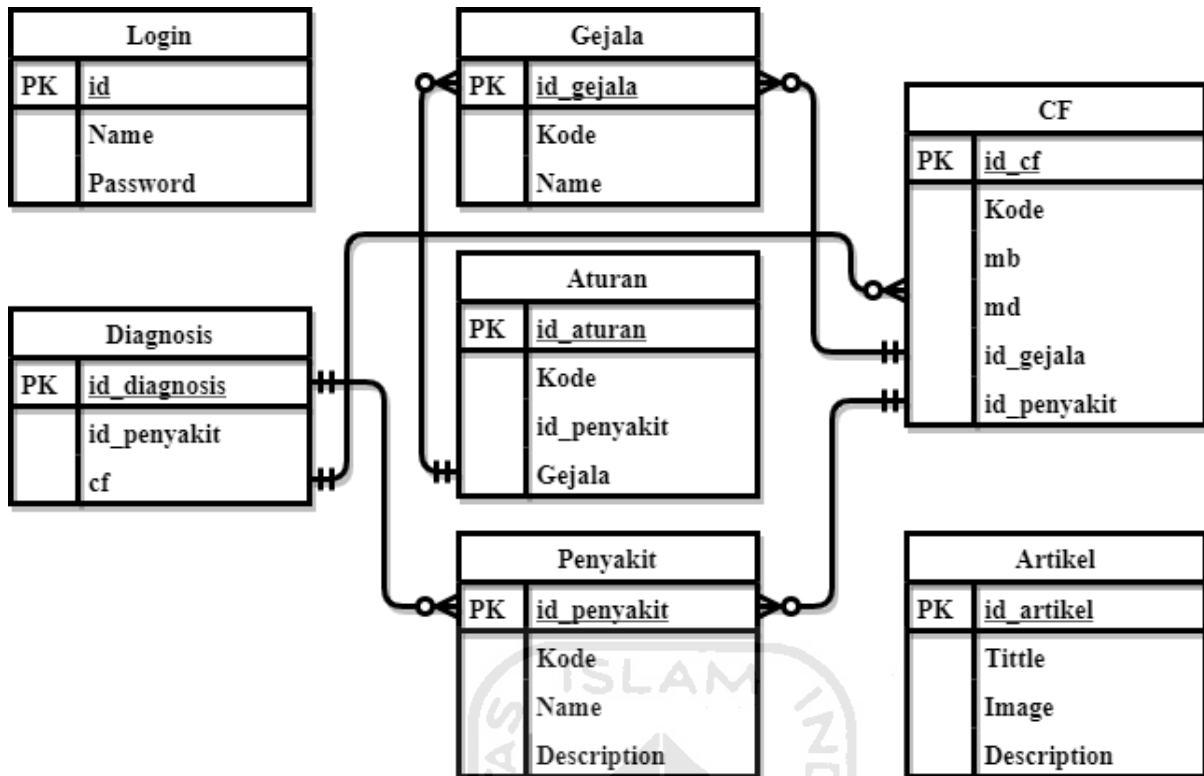 Login
PK id
Name
Password
Gejala
PK id_gejala
Kode
Name
CF
PK id_cf
Kode
mb
md
id_gejala
id_penyakit
Diagnosis
PK id_diagnosis
id_penyakit
cf
Aturan
PK id_aturan
Kode
id_penyakit
Gejala
Penyakit
PK id_penyakit
Kode
Name
Description
Artikel
PK id_artikel
Tittle
Image
Description
ISLAM